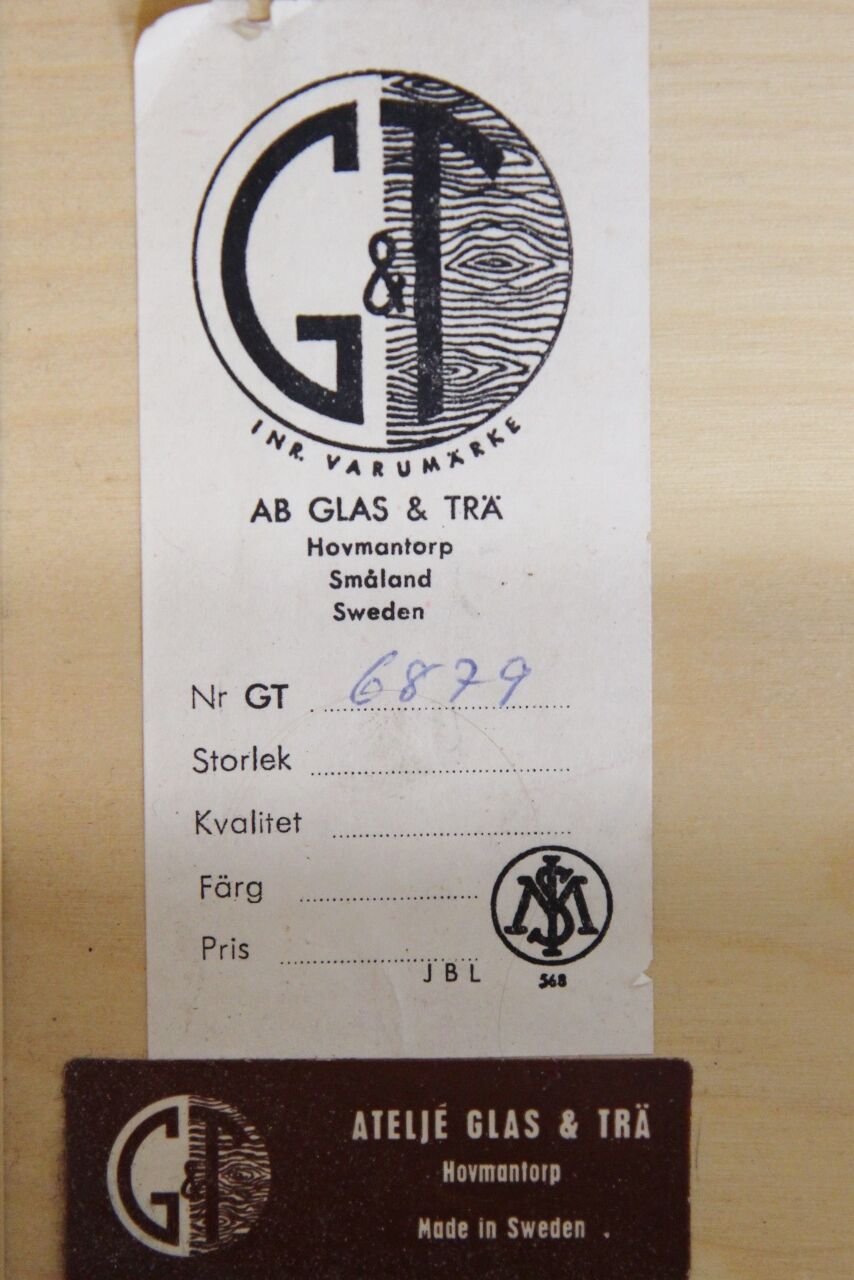 G&T
INR. VARUMÄRKE
AB GLAS & TRÄ
Hovmantorp
Småland
Sweden
Nr GT 6879
Storlek
Kvalitet
Färg
Pris
JBL
568
G&T
ATELJÉ GLAS & TRÄ
Hovmantorp
Made in Sweden